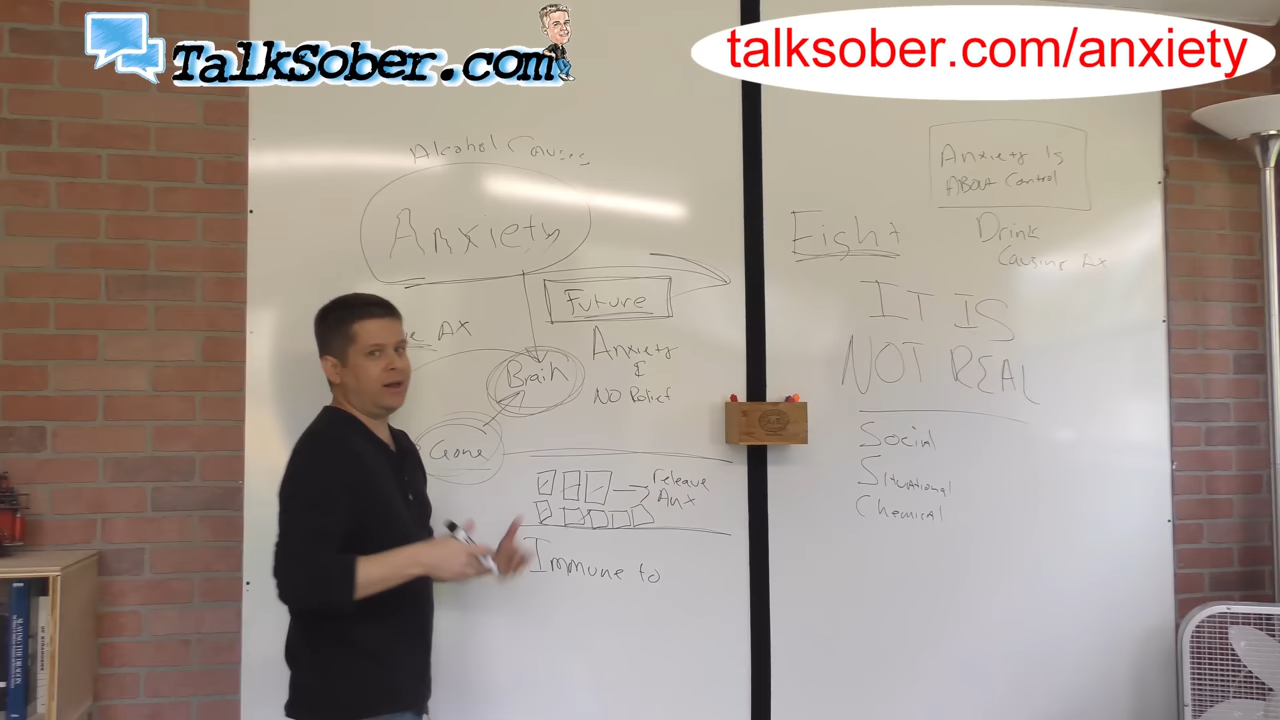 TalkSober.com
talksober.com/anxiety
Alcohol Causes
Anxiety
AX
Future
Brain
Anxiety
&
NO Relief
Gone
releave
Anx
Immune to
Anxiety Is
ABout Control
Eight
Drink
Causing Ax
IT IS
NOT REAL
Social
Situational
Chemical